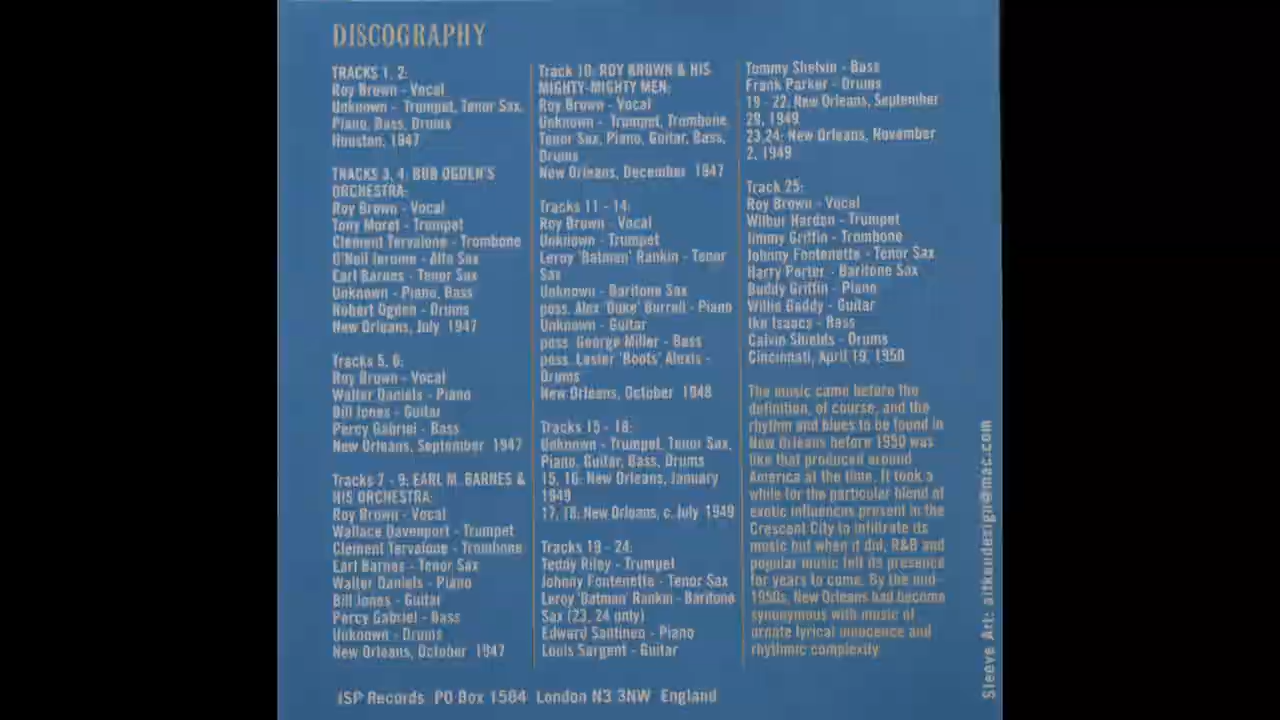 DISCOGRAPHY
TRACKS 1, 2:
Roy Brown - Vocal
Unknown - Trumpet, Tenor Sax,
Piano, Bass, Drums
Houston, 1947
TRACKS 3, 4: BOB OGDEN'S
ORCHESTRA:
Roy Brown - Vocal
Tony Moret - Trumpet
Clement Tervalone - Trombone
O'Neil Jerome - Alto Sax
Earl Barnes - Tenor Sax
Unknown - Piano, Bass
Robert Ogden - Drums
New Orleans, July 1947
Tracks 5, 6:
Roy Brown - Vocal
Walter Daniels - Piano
Bill Jones - Guitar
Percy Gabriel - Bass
New Orleans, September 1947
Tracks 7 - 9: EARL M. BARNES &
HIS ORCHESTRA:
Roy Brown - Vocal
Wallace Davenport - Trumpet
Clement Tervalone - Trombone
Earl Barnes - Tenor Sax
Walter Daniels - Piano
Bill Jones - Guitar
Percy Gabriel - Bass
Unknown - Drums
New Orleans, October 1947
Track 10: ROY BROWN & HIS
MIGHTY-MIGHTY MEN:
Roy Brown - Vocal
Unknown - Trumpet, Trombone,
Tenor Sax, Piano, Guitar, Bass,
Drums
New Orleans, December 1947
Tracks 11 - 14:
Roy Brown - Vocal
Unknown - Trumpet
Leroy 'Batman' Rankin - Tenor
Sax
Unknown - Baritone Sax
poss. Alex 'Duke' Burrell - Piano
Unknown - Guitar
poss. George Miller - Bass
poss. Lester 'Boots' Alexis -
Drums
New Orleans, October 1948
Tracks 15 - 18:
Unknown - Trumpet, Tenor Sax,
Piano, Guitar, Bass, Drums
15, 16: New Orleans, January
1949
17, 18: New Orleans, c. July 1949
Tracks 19 - 24:
Teddy Riley - Trumpet
Johnny Fontenette - Tenor Sax
Leroy 'Batman' Rankin - Baritone
Sax (23, 24 only)
Edward Santineo - Piano
Louis Sargent - Guitar
Tommy Shelvin - Bass
Frank Parker - Drums
19 - 22: New Orleans, September
29, 1949
23,24: New Orleans, November
2, 1949
Track 25:
Roy Brown - Vocal
Wilbur Harden - Trumpet
Jimmy Griffin - Trombone
Johnny Fontenette - Tenor Sax
Harry Porter - Baritone Sax
Buddy Griffin - Piano
Willie Gaddy - Guitar
Ike Isaacs - Bass
Calvin Shields - Drums
Cincinnati, April 19, 1950
The music came before the
definition, of course, and the
rhythm and blues to be found in
New Orleans before 1950 was
like that produced around
America at the time. It took a
while for the particular blend of
exotic influences present in the
Crescent City to infiltrate its
music but when it did, R&B and
popular music felt its presence
for years to come. By the mid-
1950s, New Orleans had become
synonymous with music of
ornate lyrical innocence and
rhythmic complexity.
JSP Records PO Box 1584 London N3 3NW England
Sleeve Art: aitkendesign@mac.com